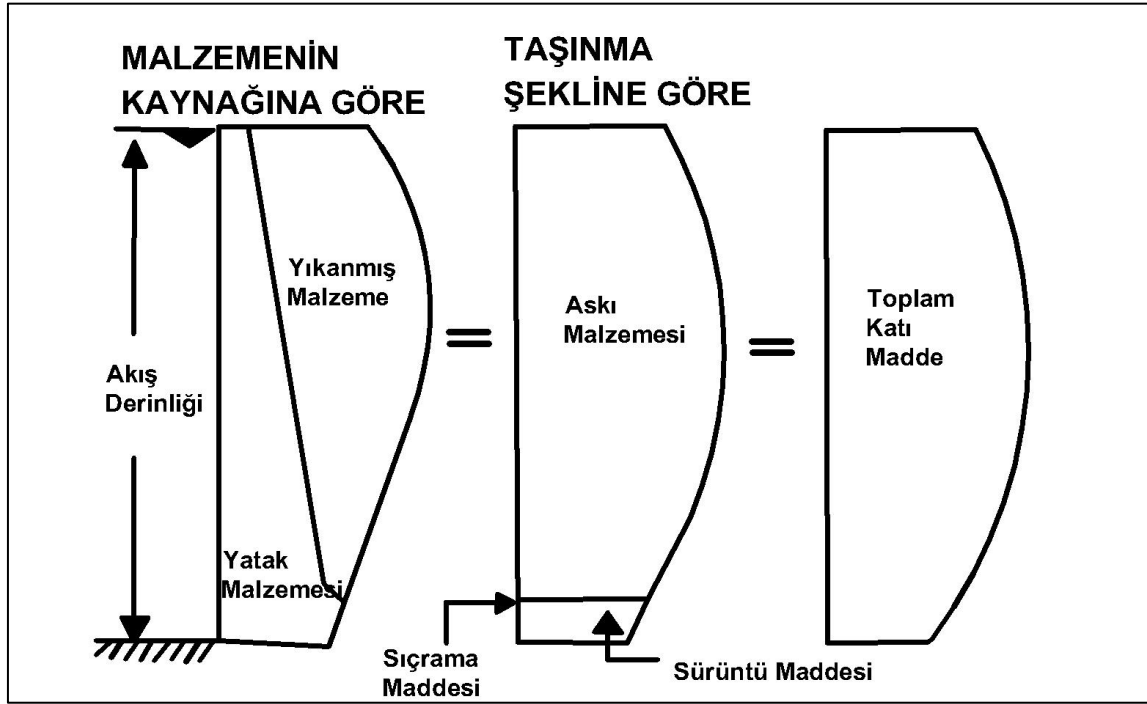 MALZEMENİN
KAYNAĞINA GÖRE
TAŞINMA
ŞEKLİNE GÖRE
Akış
Derinliği
Yıkanmış
Malzeme
Yatak
Malzemesi
=
Askı
Malzemesi
Sıçrama
Maddesi
Sürüntü Maddesi
=
Toplam
Katı
Madde